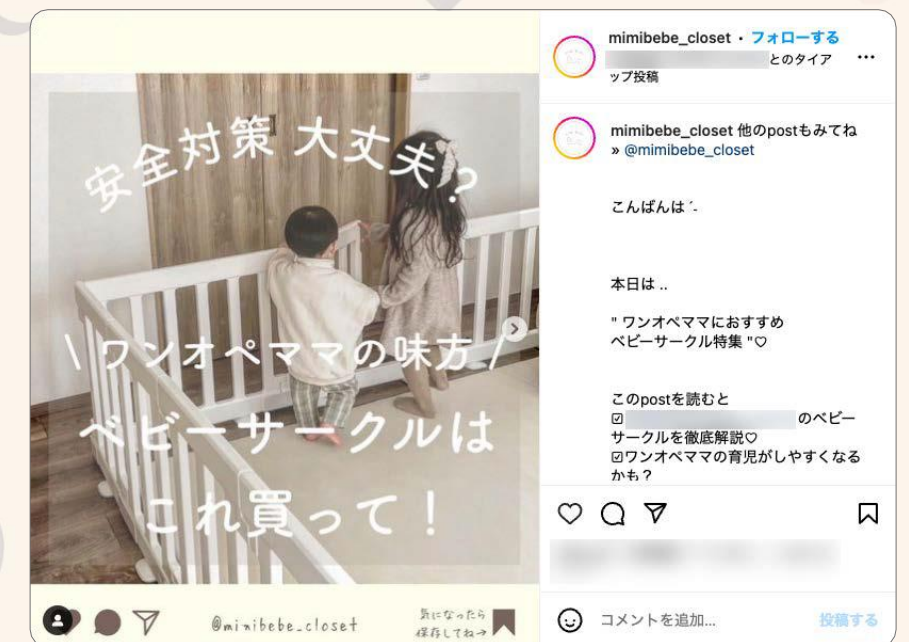 安全対策 大丈夫?
\ ワンオペママの味方 /
ベビーサークルは
これ買って!
@mimibebe_closet
気になったら
保存してね→
mimibebe_closet・フォローする
とのタイア
ップ投稿
mimibebe_closet 他のpostもみてね
» @mimibebe_closet
こんばんは ´-
本日は ..
" ワンオペママにおすすめ
ベビーサークル特集 "♡
このpostを読むと
☑ のベビー
サークルを徹底解説♡
☑ワンオペママの育児がしやすくなる
かも？
コメントを追加...
投稿する